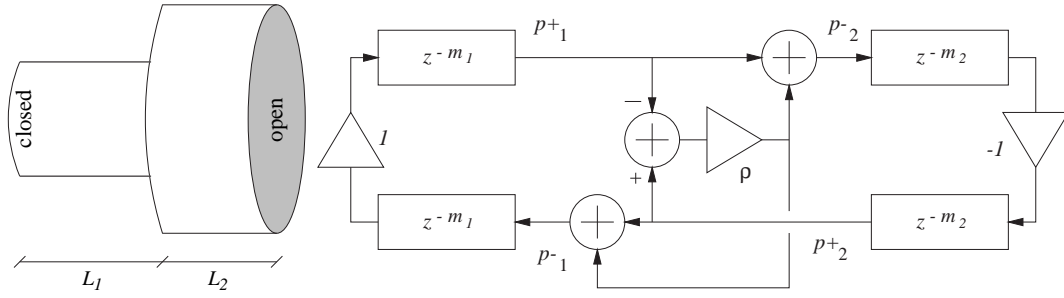 closed
open
L1
L2
1
z - m1
p+1
p-2
z - m2
−
+
ρ
-1
z - m1
p-1
p+2
z - m2